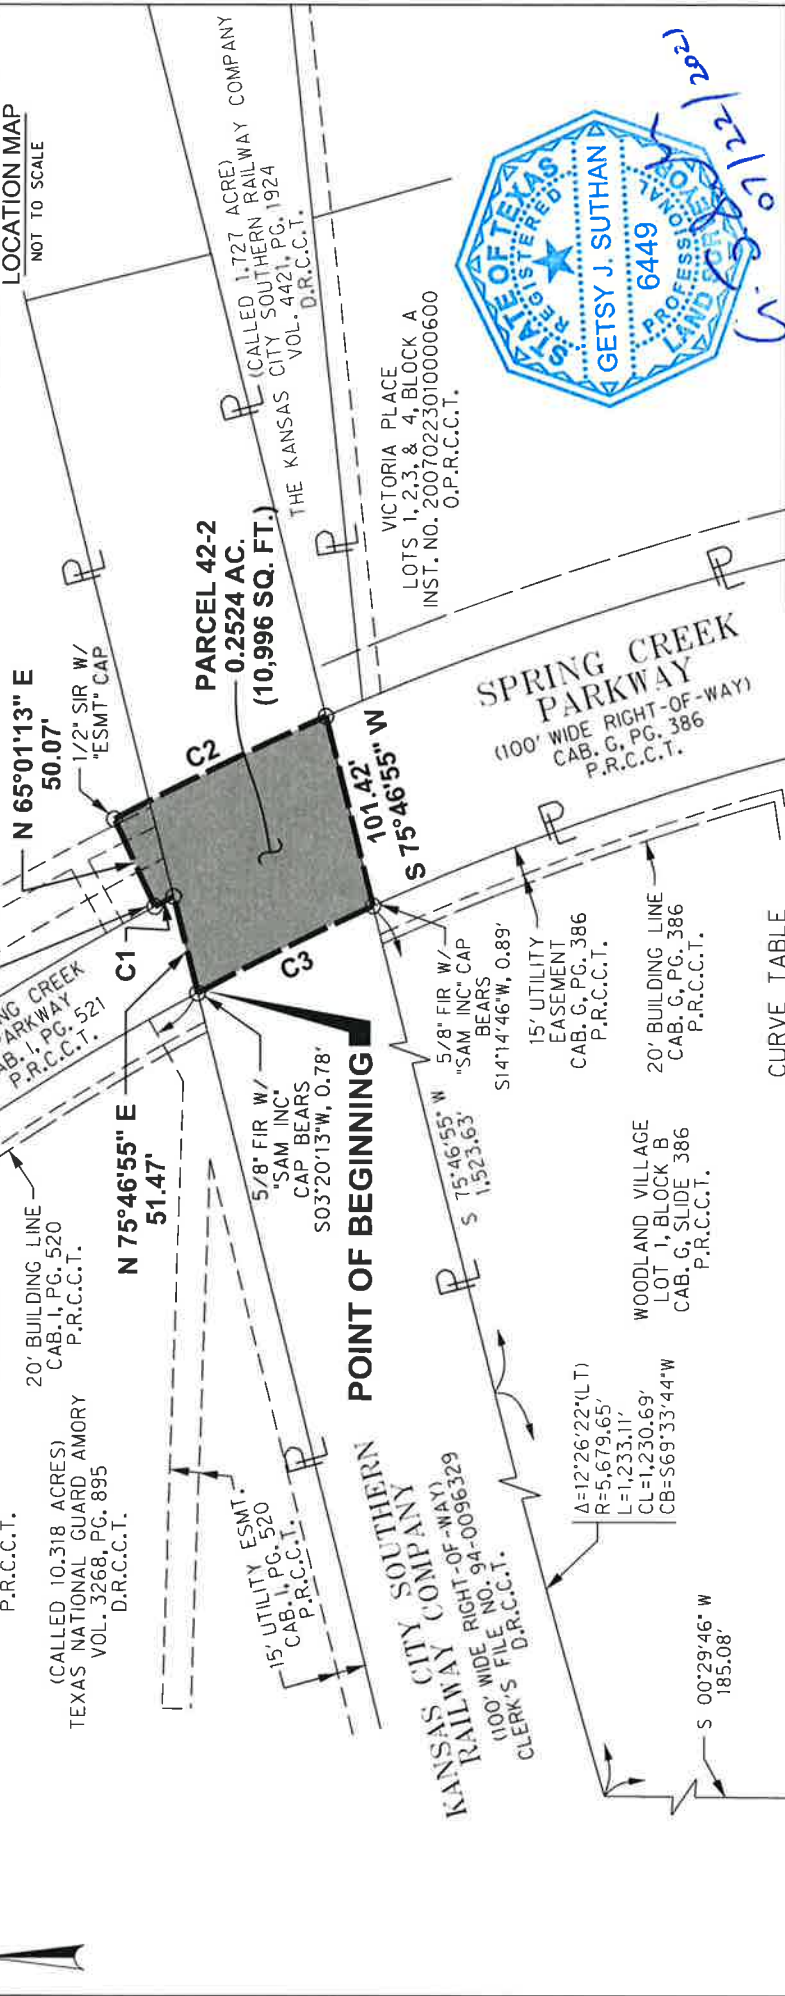 LOCATION MAP
NOT TO SCALE
P.R.C.C.T.
(CALLED 10.318 ACRES)
TEXAS NATIONAL GUARD AMORY
VOL. 3268, PG. 895
D.R.C.C.T.
20' BUILDING LINE
CAB. I, PG. 520
P.R.C.C.T.
NG CREEK
ARKWAY
AB. I, PG. 521
P.R.C.C.T.
N 65°01'13" E
50.07'
1/2" SIR W/
"ESMT" CAP
C1
C2
C3
N 75°46'55" E
51.47'
PARCEL 42-2
0.2524 AC.
(10,996 SQ. FT.)
(CALLED 1.727 ACRE)
THE KANSAS CITY SOUTHERN RAILWAY COMPANY
VOL. 4421, PG. 1924
D.R.C.C.T.
5/8" FIR W/
"SAM INC"
CAP BEARS
S03°20'13"W, 0.78'
POINT OF BEGINNING
101.42'
S 75°46'55" W
15' UTILITY ESMT.
CAB. I, PG. 520
P.R.C.C.T.
VICTORIA PLACE
LOTS 1,2,3, & 4, BLOCK A
INST. NO. 20070223010000600
O.P.R.C.C.T.
KANSAS CITY SOUTHERN
RAILWAY COMPANY
(100' WIDE RIGHT-OF-WAY)
CLERK'S FILE NO. 94-0096329
D.R.C.C.T.
S 75°46'55" W
1,523.63'
5/8" FIR W/
"SAM INC" CAP
BEARS
S14°14'46"W, 0.89'
SPRING CREEK
PARKWAY
(100' WIDE RIGHT-OF-WAY)
CAB. G, PG. 386
P.R.C.C.T.
15' UTILITY
EASEMENT
CAB. G, PG. 386
P.R.C.C.T.
20' BUILDING LINE
CAB. G, PG. 386
P.R.C.C.T.
WOODLAND VILLAGE
LOT 1, BLOCK B
CAB. G, SLIDE 386
P.R.C.C.T.
Δ=12°26'22"(LT)
R=5,679.65'
L=1,233.11'
CL=1,230.69'
CB=S69°33'44"W
S 00°29'46" W
185.08'
CURVE TABLE
STATE OF TEXAS
REGISTERED
GETSY J. SUTHAN
6449
PROFESSIONAL
LAND SURVEYOR
07/22/2021